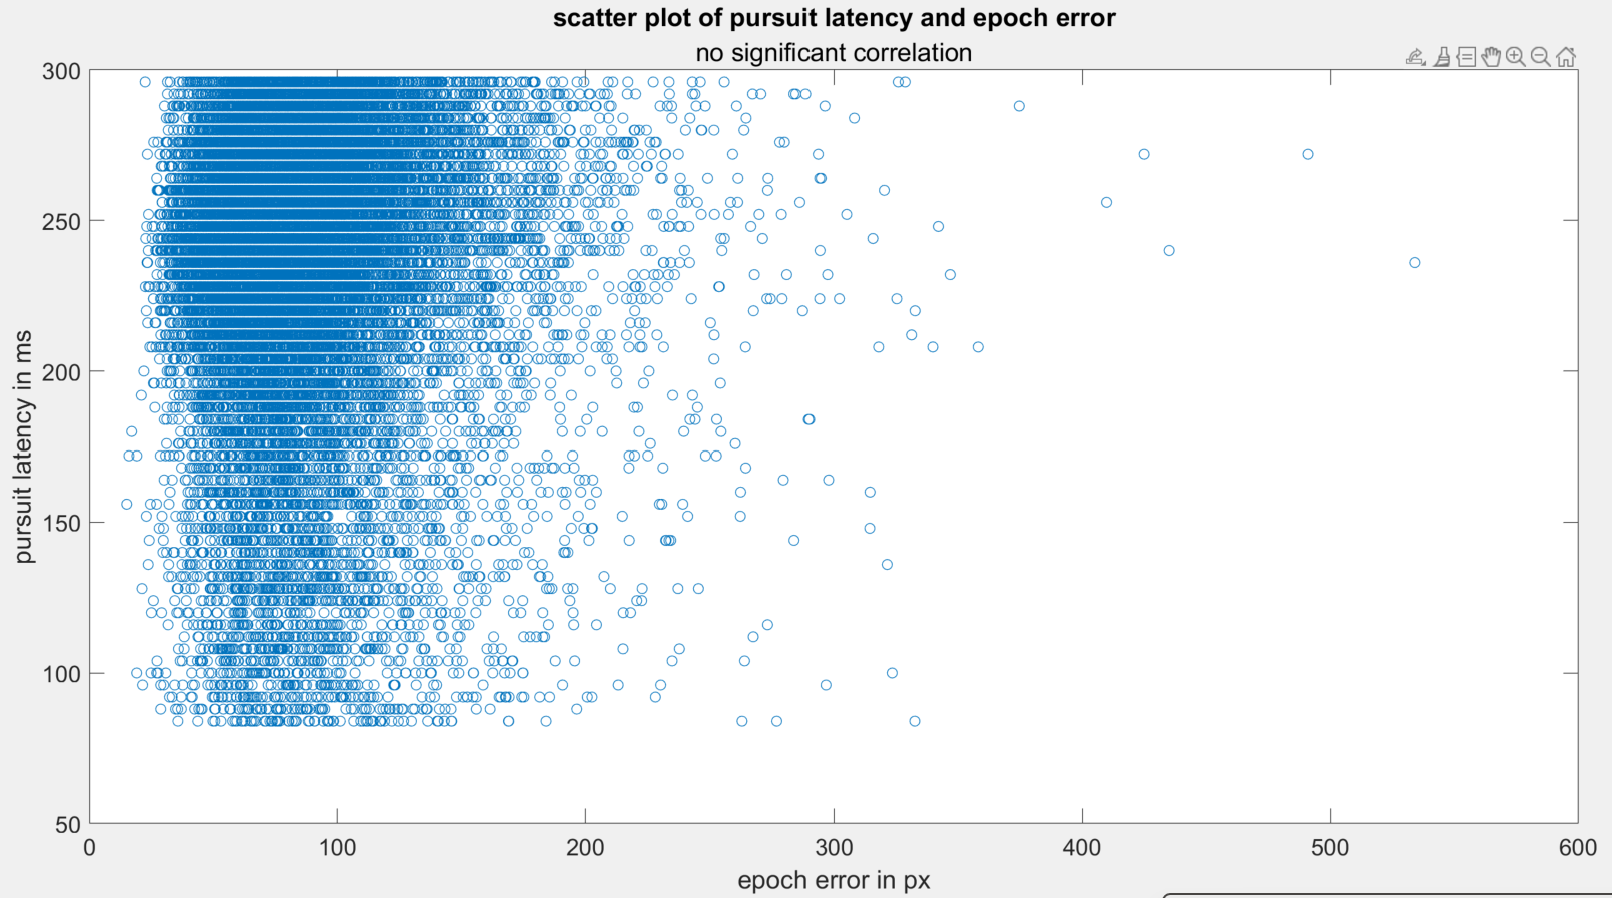 scatter plot of pursuit latency and epoch error
no significant correlation
300
250
200
150
100
50
pursuit latency in ms
0 100 200 300 400 500 600
epoch error in px